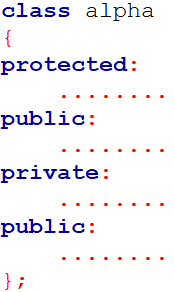 class alpha
{
protected:
........
public:
........
private:
........
public:
........
};